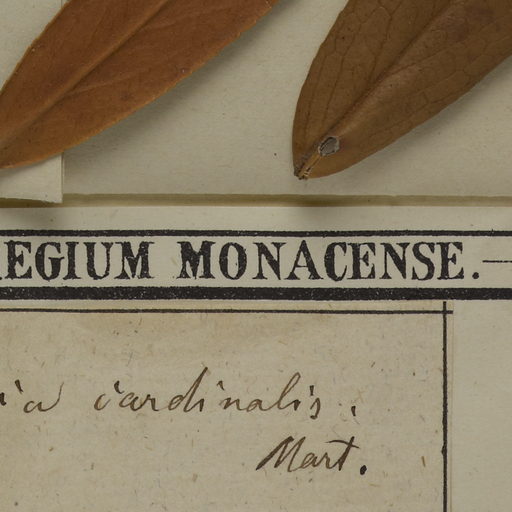 EGIUM MONACENSE.—
ia cardinalis.
Mart.